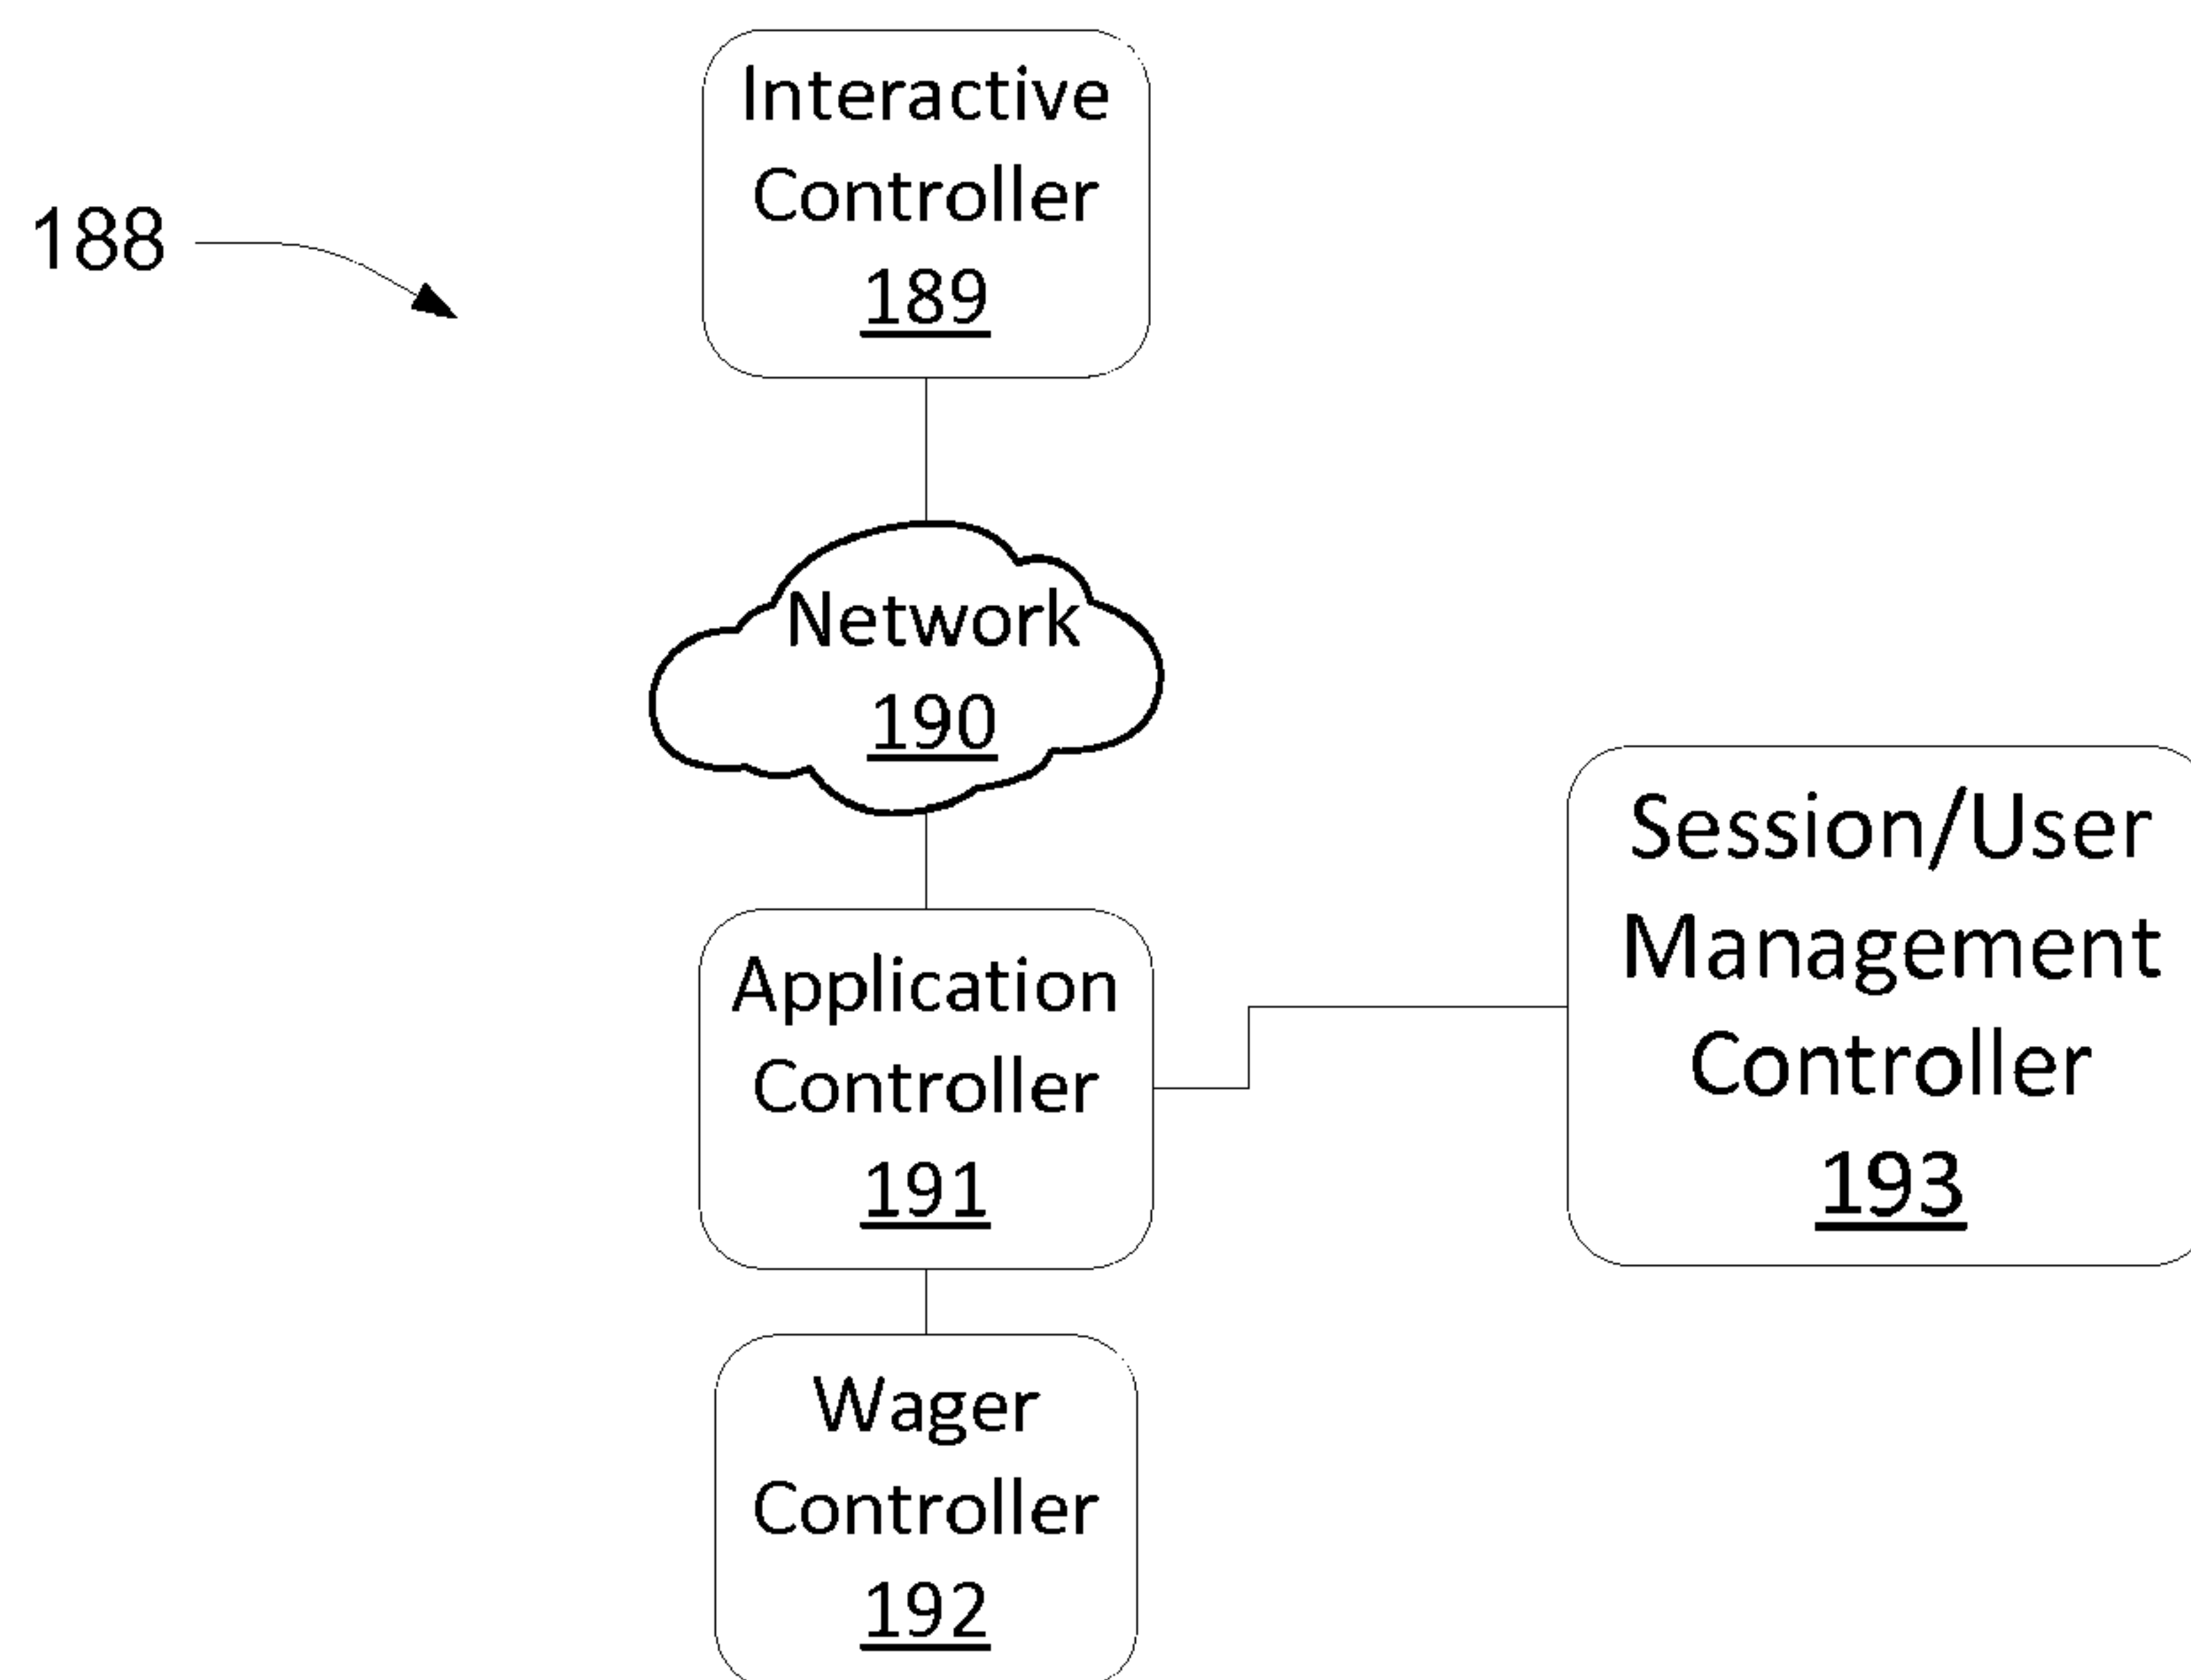 Interactive
Controller
189
188
Network
190
Application
Controller
191
Session/User
Management
Controller
193
Wager
Controller
192